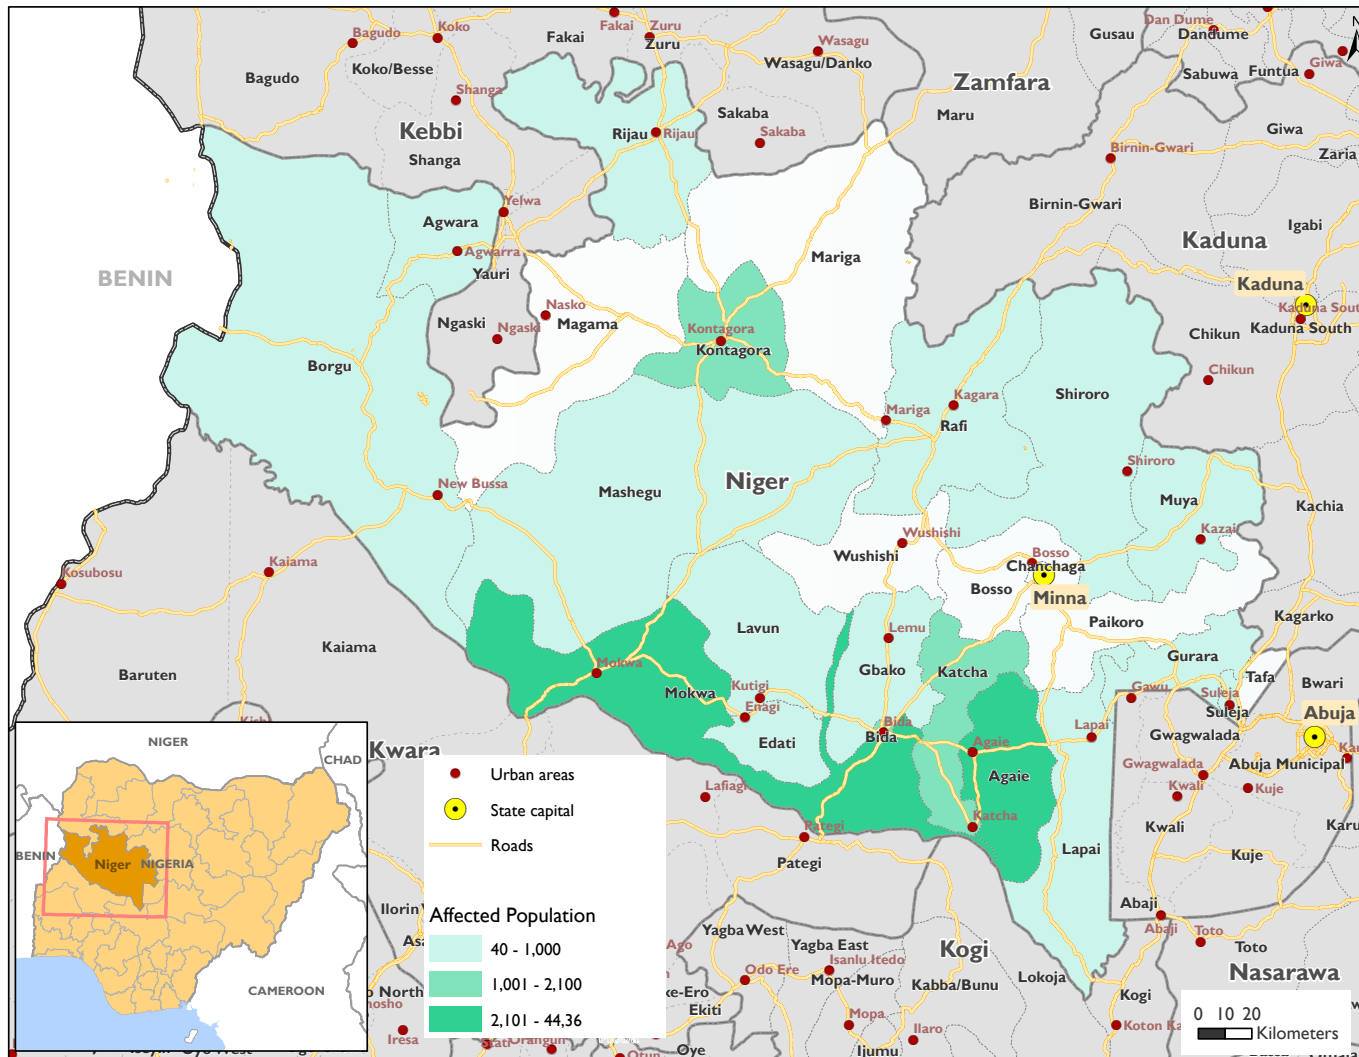 Bagudo
Koko
Fakai
Fakai
Zuru
Zuru
Wasagu
Wasagu/Danko
Gusau
Dan Dume
Dandume
N
Bagudo
Koko/Besse
Shanga
Zamfara
Sabuwa
Funtua
Giwa
Kebbi
Shanga
Rijau
Rijau
Sakaba
Sakaba
Maru
Giwa
Birnin-Gwari
Zaria
Yelwa
Agwara
Agwarra
Yauri
Birnin-Gwari
Igabi
Mariga
Kaduna
BENIN
Kaduna
Nasko
Ngaski
Ngaski
Magama
Kontagora
Kontagora
Kaduna Sout
Kaduna South
Chikun
Borgu
Chikun
Shiroro
Mariga
Kagara
Rafi
Niger
Mashegu
New Bussa
Shiroro
Muya
Kachia
Wushishi
Wushishi
Kazai
Kosubosu
Kaiama
Bosso
Chanchaga
Bosso
Minna
Kagarko
Paikoro
Lavun
Lemu
Kaiama
Baruten
Gbako
Katcha
Gurara
Tafa
Bwari
Mokwa
Mokwa
Kutigi
Enagi
Gawu
Suleja
Suleja
Abuja
Edati
Bida
Bida
Lapai
Agaie
Gwagwalada
Kwara
Agaie
Gwagwalada
Abuja Municipal
Kwali
Kuje
Lafiagi
Katcha
Pategi
Kwali
Karu
Pategi
Lapai
Kuje
Abaji
Abaji
Toto
Toto
Yagba West
Yagba East
Isanlu Itedo
Odo Ere
Mopa-Muro
Kogi
Kabba/Bunu
Lokoja
Nasarawa
Kogi
Ekiti
Mopa
Ilaro
Iresa
Oye
Ijumu
NIGER
CHAD
BENIN
Niger
NIGERIA
CAMEROON
Urban areas
State capital
Roads
Affected Population
40 - 1,000
1,001 - 2,100
2,101 - 44,36
0 10 20
Kilometers